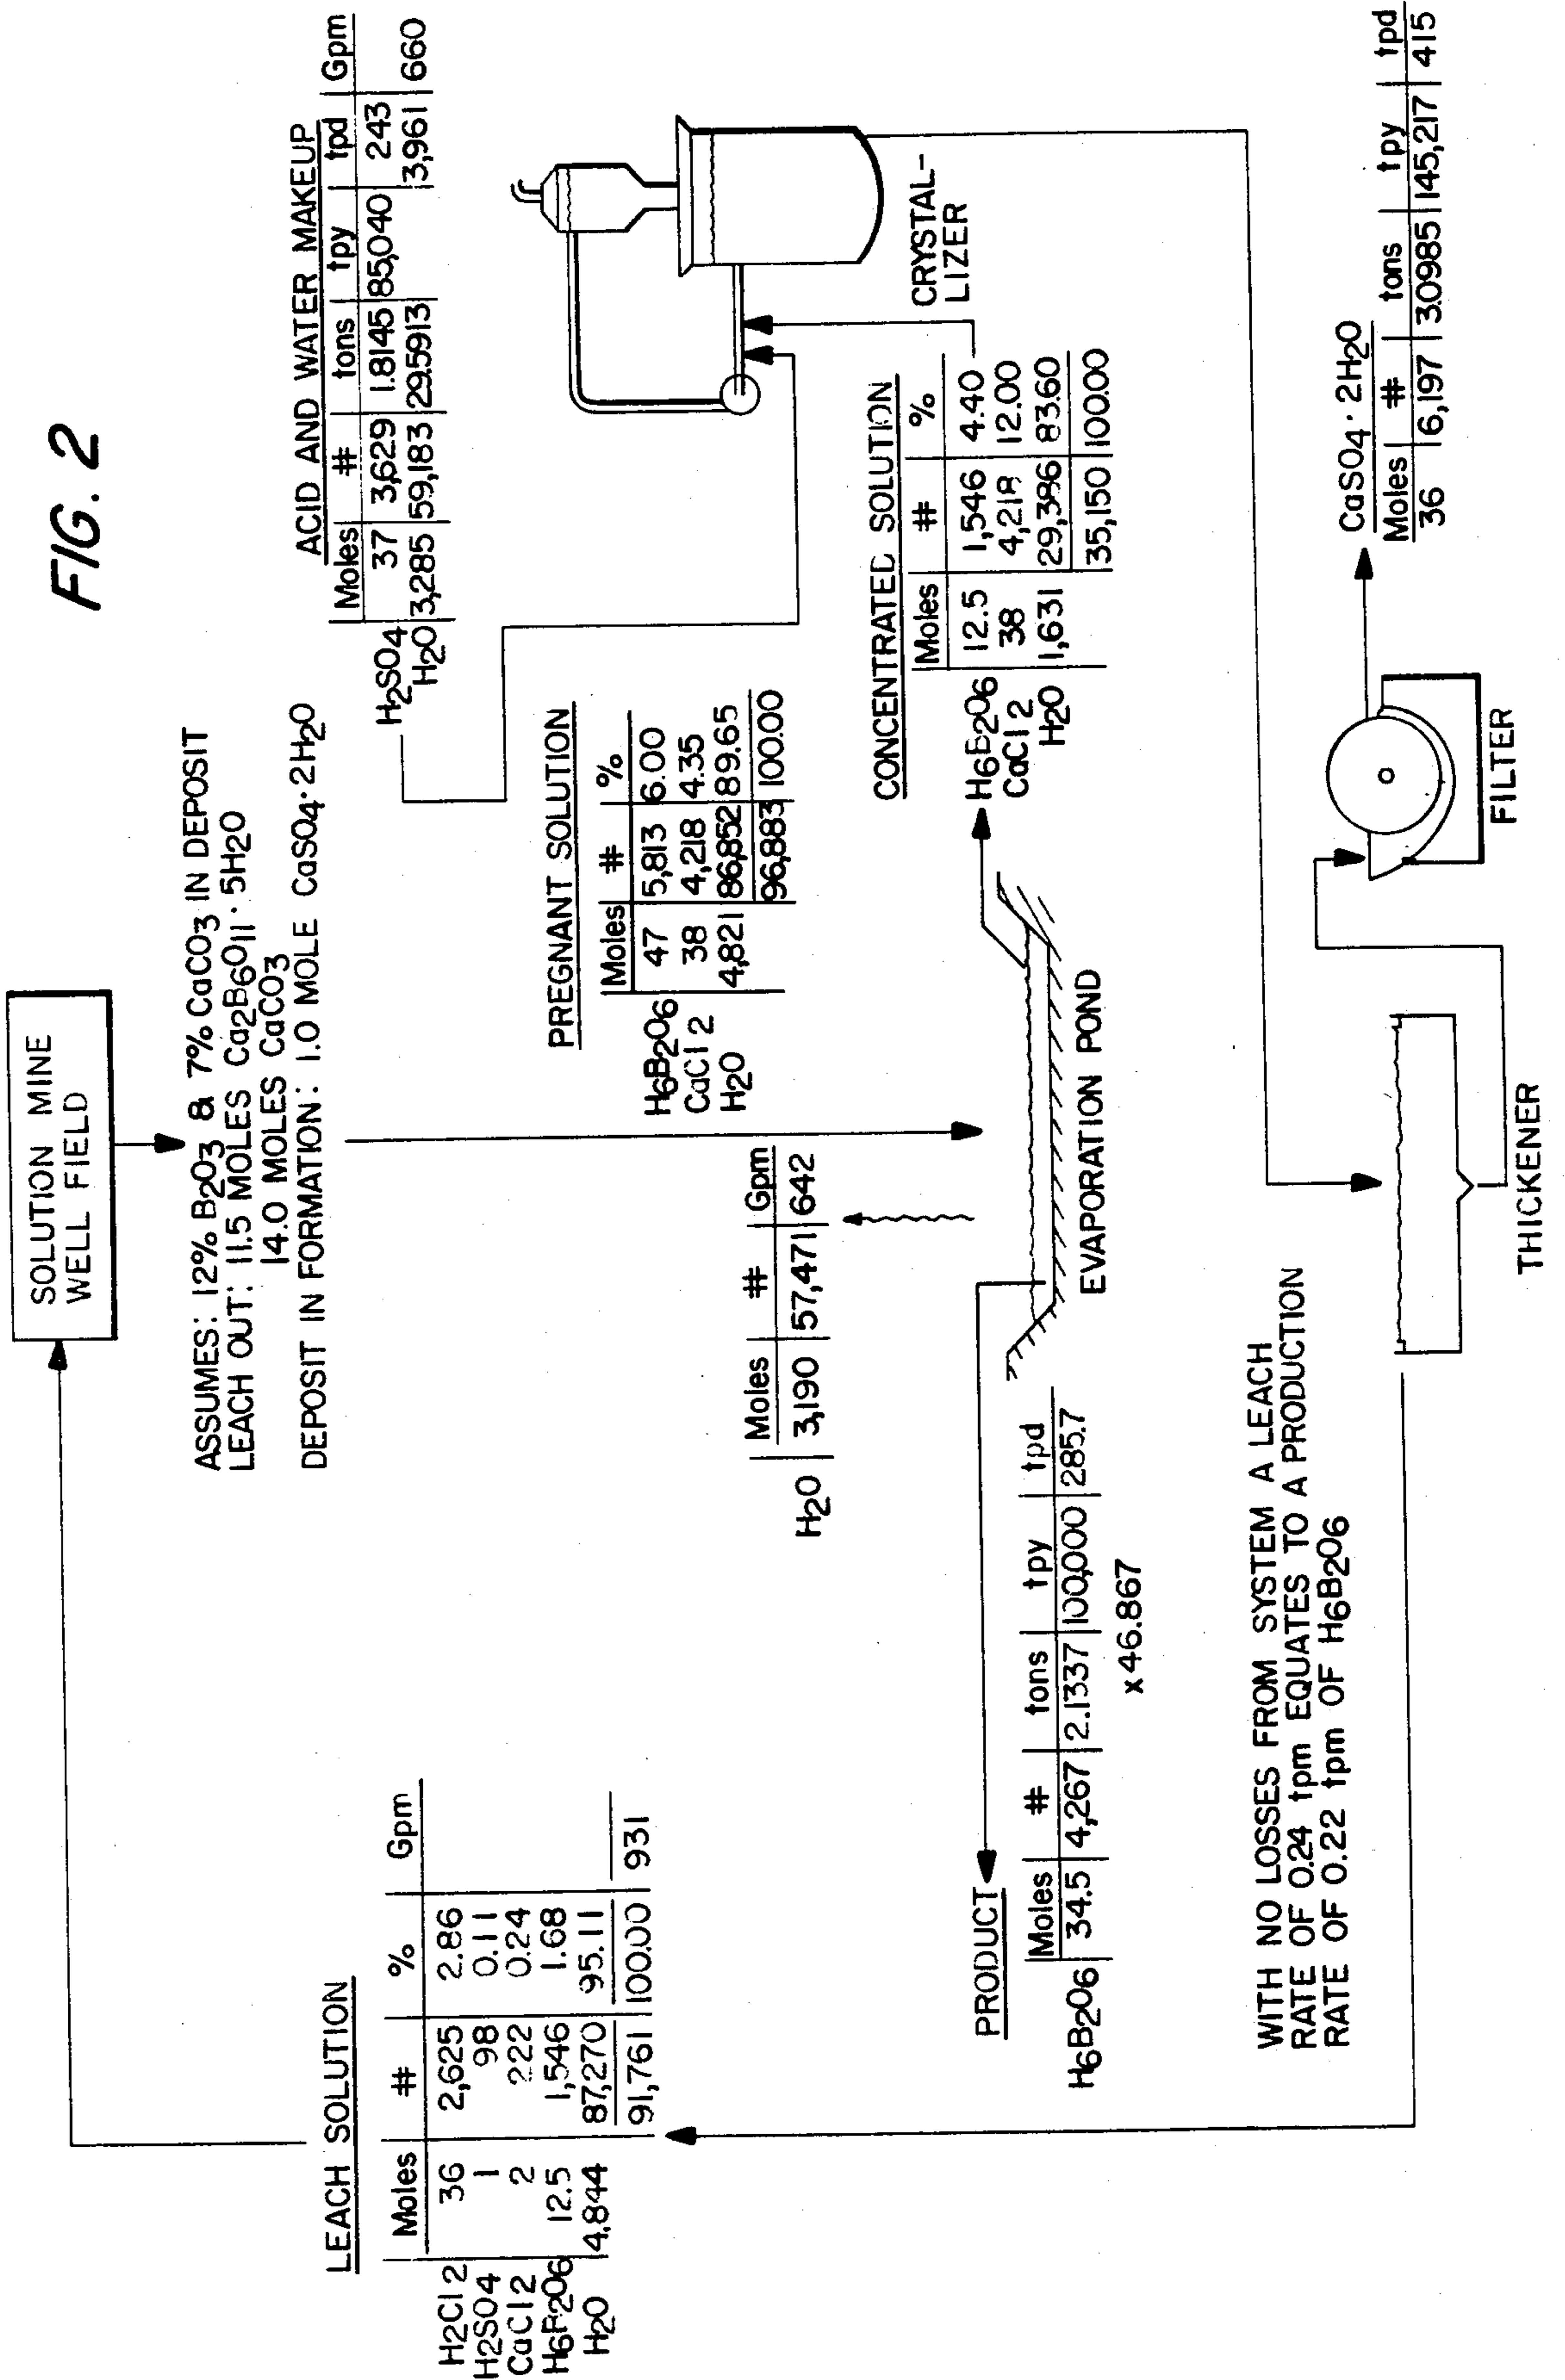 FIG. 2
SOLUTION MINE
WELL FIELD
ASSUMES: 12% B2O3 & 7% CaCO3 IN DEPOSIT
LEACH OUT: 11.5 MOLES Ca2B6O11 · 5H2O
14.0 MOLES CaCO3
DEPOSIT IN FORMATION: 1.0 MOLE CaSO4 · 2H2O
LEACH SOLUTION
Moles # % Gpm
H2Cl2 36 2,625 2.86
H2SO4 1 98 0.11
CaCl2 2 222 0.24
H6B2O6 12.5 1,546 1.68
H2O 4,844 87,270 95.11
91,761 100.00 931
ACID AND WATER MAKEUP
Moles # tons tpy tpd Gpm
H2SO4 37 3,629 1.8145 85,040 243
H2O 3,285 59,183 29.5913 3,961 660
PREGNANT SOLUTION
Moles # %
H6B2O6 47 5,813 6.00
CaCl2 38 4,218 4.35
H2O 4,821 86,852 89.65
96,883 100.00
Moles # Gpm
H2O 3,190 57,471 642
CRYSTAL-
LIZER
CONCENTRATED SOLUTION
Moles # %
H6B2O6 12.5 1,546 4.40
CaCl2 38 4,218 12.00
H2O 1,631 29,386 83.60
35,150 100.00
EVAPORATION POND
PRODUCT
Moles # tons tpy tpd
H6B2O6 34.5 4,267 2.1337 100,000 285.7
x 46.867
WITH NO LOSSES FROM SYSTEM A LEACH
RATE OF 0.24 tpm EQUATES TO A PRODUCTION
RATE OF 0.22 tpm OF H6B2O6
THICKENER
FILTER
CaSO4 · 2H2O
Moles # tons tpy tpd
36 6,197 3.0985 145,217 415